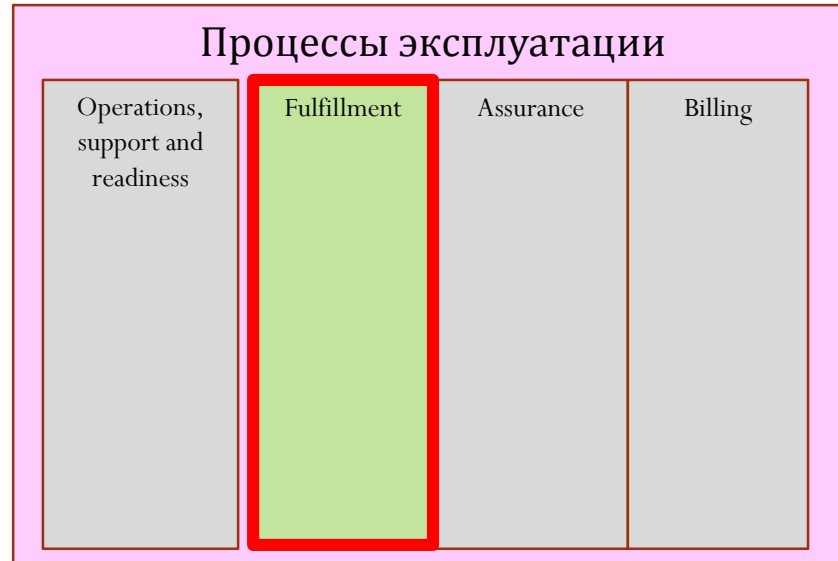 Процессы эксплуатации
Operations,
support and
readiness
Fulfillment
Assurance
Billing